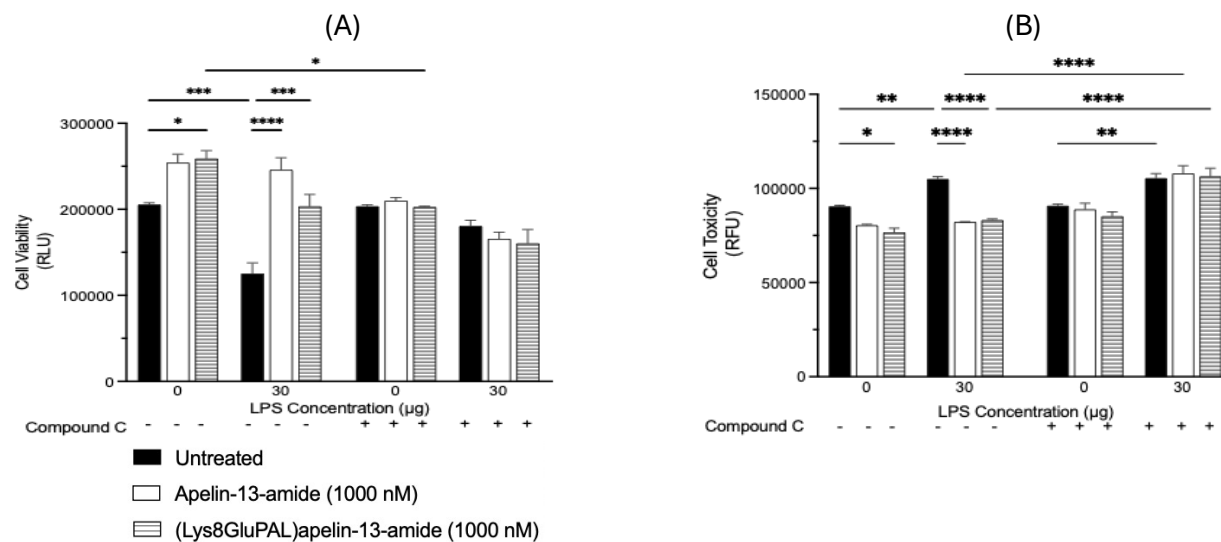 (A)
*
***
***
*
****
300000
200000
100000
0
Cell Viability
(RLU)
0
30
0
30
LPS Concentration (µg)
Compound C
- - -
- - -
+ + +
+ + +
Untreated
Apelin-13-amide (1000 nM)
(Lys8GluPAL)apelin-13-amide (1000 nM)
(B)
****
**
****
****
*
****
**
150000
100000
50000
0
Cell Toxicity
(RFU)
0
30
0
30
LPS Concentration (µg)
Compound C
- - -
- - -
+ + +
+ + +